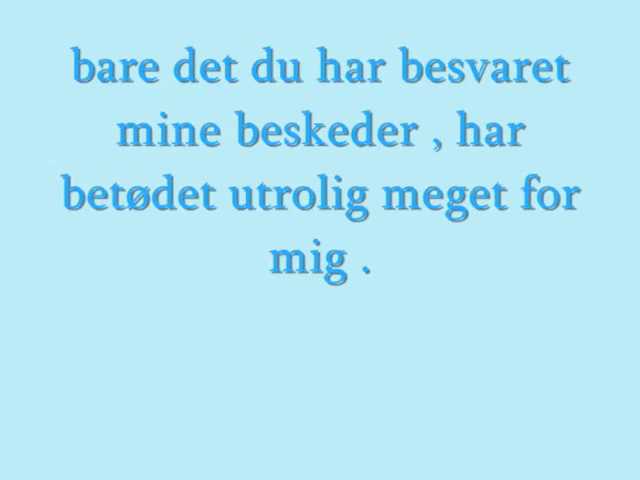 bare det du har besvaret
mine beskeder , har
betødet utrolig meget for
mig .